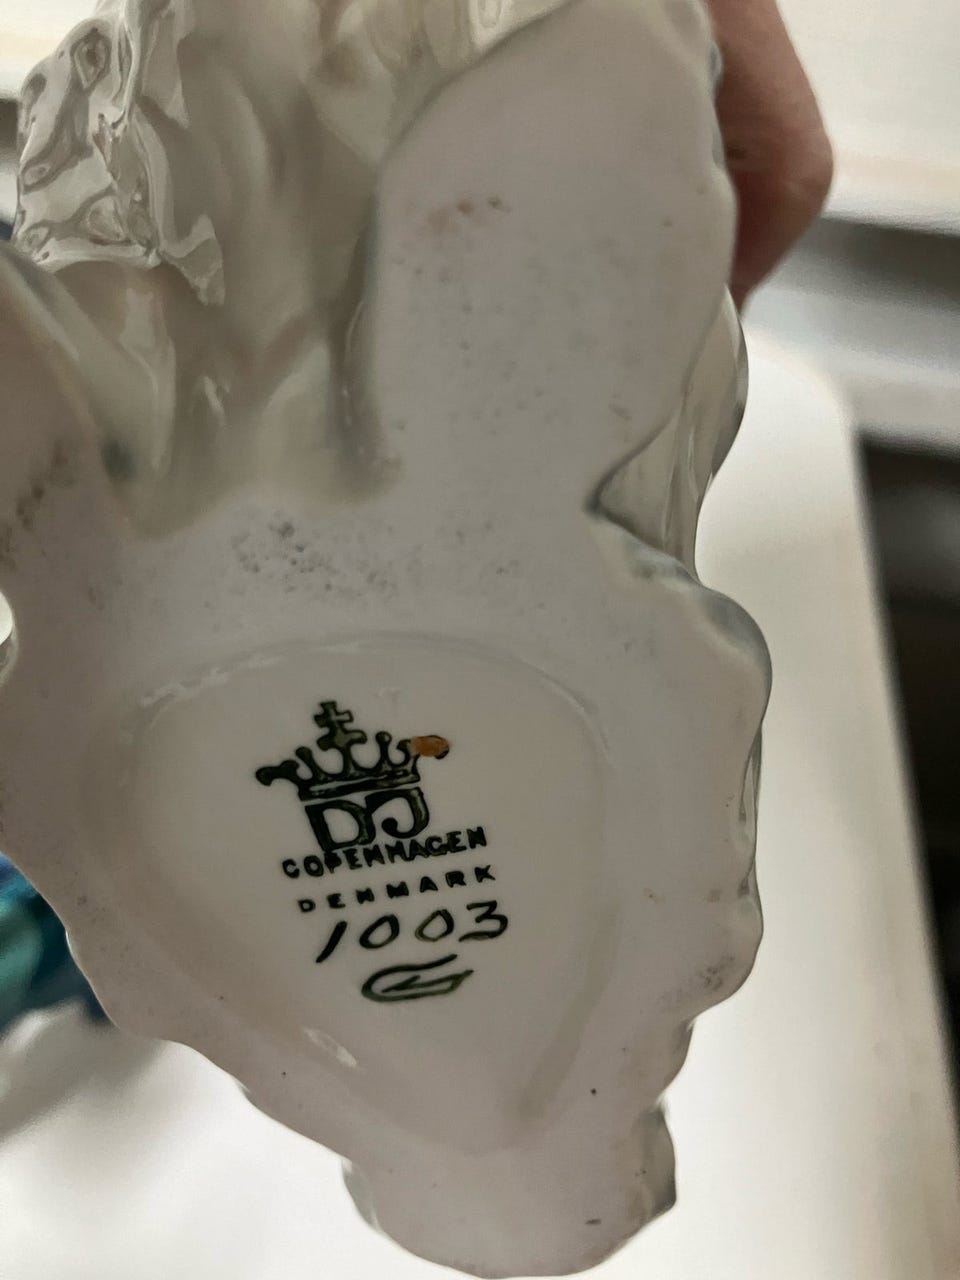 DJ
COPENHAGEN
DENMARK
1003